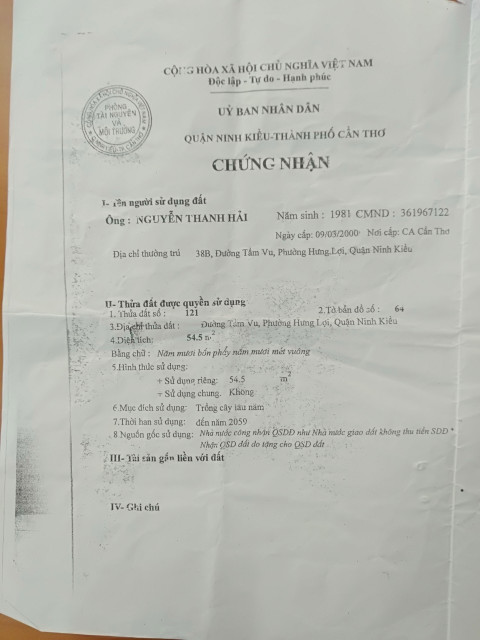 CỘNG HÒA XÃ HỘI CHỦ NGHĨA VIỆT NAM
Độc lập - Tự do - Hạnh phúc
PHÒNG
TÀI NGUYÊN
VÀ
MÔI TRƯỜNG
ỦY BAN NHÂN DÂN
QUẬN NINH KIỀU-THÀNH PHỐ CẦN THƠ
CHỨNG NHẬN
I- Tên người sử dụng đất
Ông : NGUYỄN THANH HẢI Năm sinh : 1981 CMND : 361967122
Ngày cấp: 09/03/2000 Nơi cấp: CA Cần Thơ
Địa chỉ thường trú 38B, Đường Tầm Vu, Phường Hưng Lợi, Quận Ninh Kiều
II- Thửa đất được quyền sử dụng
1. Thửa đất số : 121 2.Tờ bản đồ số : 64
3.Địa chỉ thửa đất : Đường Tầm Vu, Phường Hưng Lợi, Quận Ninh Kiều
4.Diện tích: 54.5 m²
Bằng chữ : Năm mươi bốn phẩy năm mươi mét vuông
5.Hình thức sử dụng:
+ Sử dụng riêng: 54.5 m²
+ Sử dụng chung. Không
6.Mục đích sử dụng: Trồng cây lâu năm
7.Thời hạn sử dụng: đến năm 2059
8.Nguồn gốc sử dụng: Nhà nước công nhận QSDĐ như Nhà nước giao đất không thu tiền SDĐ *
Nhận QSD đất do tặng cho QSD đất
III- Tài sản gắn liền với đất
IV- Ghi chú